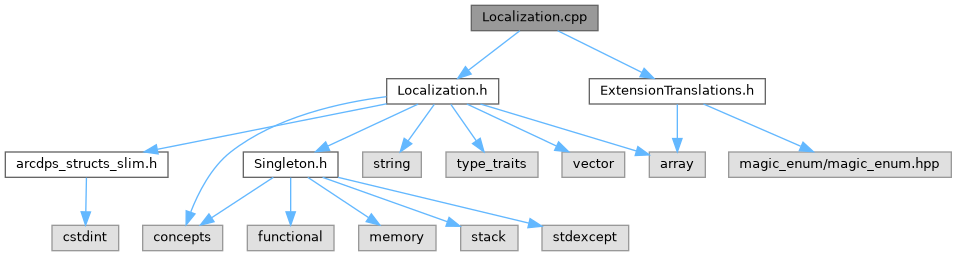 Localization.cpp
Localization.h
ExtensionTranslations.h
arcdps_structs_slim.h
Singleton.h
string
type_traits
vector
array
magic_enum/magic_enum.hpp
cstdint
concepts
functional
memory
stack
stdexcept